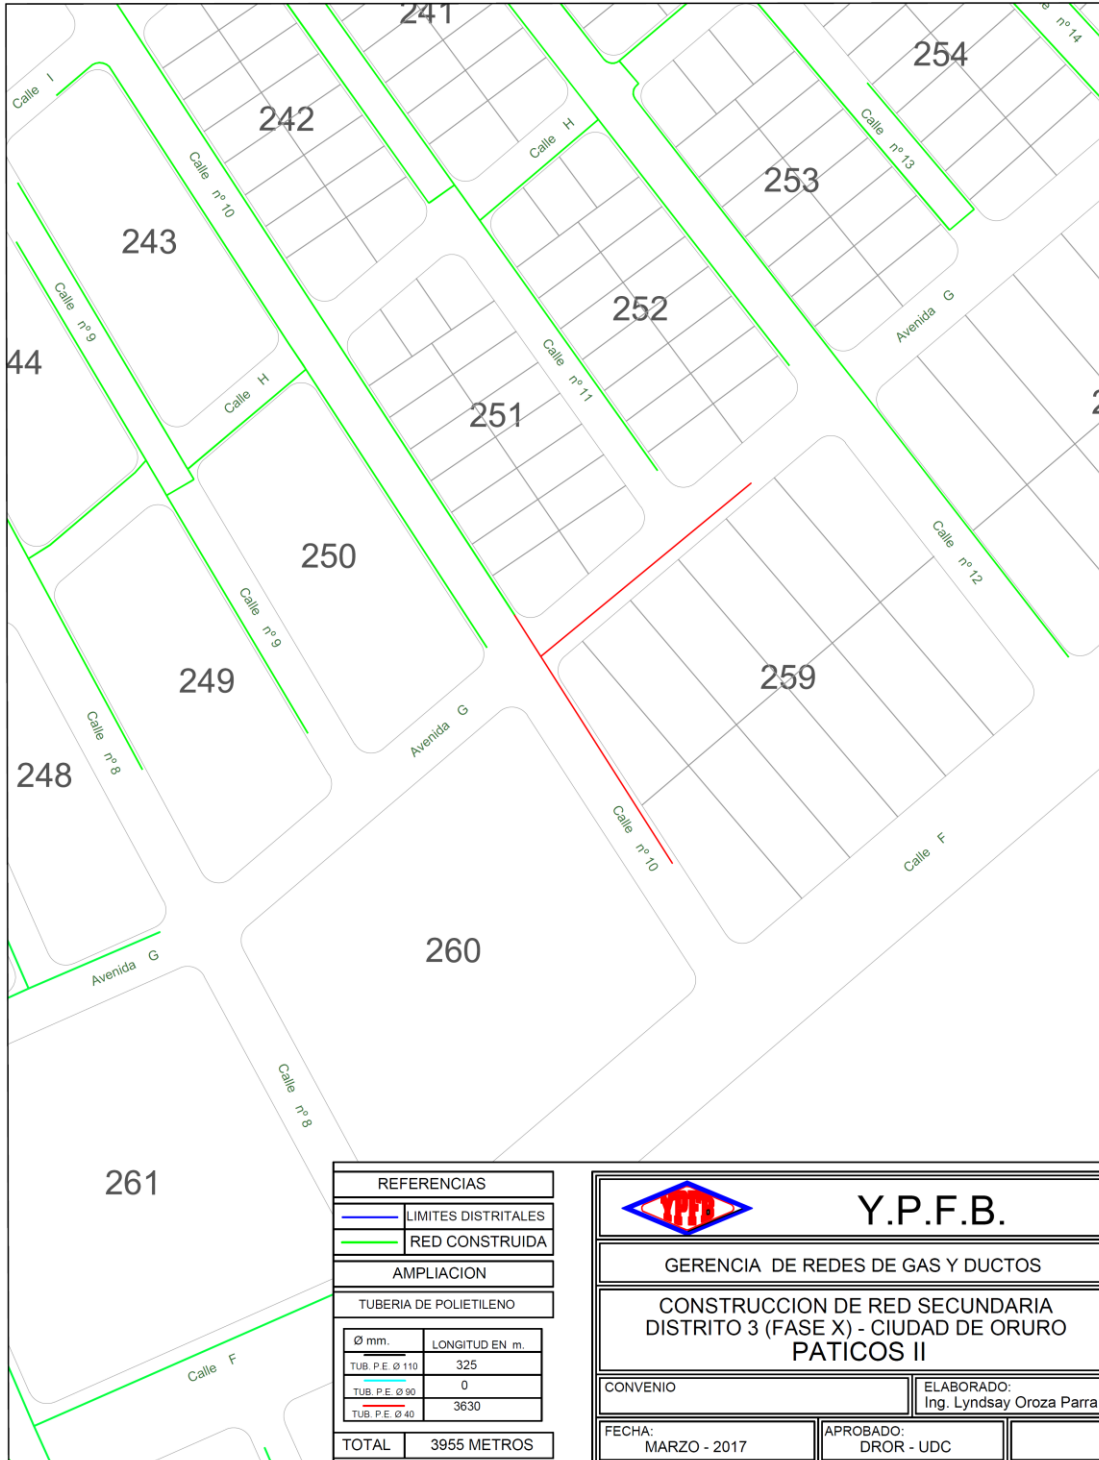 241
Calle I
242
Calle nº 10
Calle H
254
e nº 14
Calle nº 13
253
243
Calle nº 9
44
Calle H
252
Calle nº 11
Avenida G
251
2
250
Calle nº 9
Calle nº 12
249
259
Calle nº 8
248
Avenida G
Calle nº 10
Calle F
260
Avenida G
Calle nº 8
261
Calle F
REFERENCIAS
LIMITES DISTRITALES
RED CONSTRUIDA
AMPLIACION
TUBERIA DE POLIETILENO
Ø mm. LONGITUD EN m.
TUB. P.E. Ø 110 325
TUB. P.E. Ø 90 0
TUB. P.E. Ø 40 3630
TOTAL 3955 METROS
YPFB
Y.P.F.B.
GERENCIA DE REDES DE GAS Y DUCTOS
CONSTRUCCION DE RED SECUNDARIA
DISTRITO 3 (FASE X) - CIUDAD DE ORURO
PATICOS II
CONVENIO
ELABORADO:
Ing. Lyndsay Oroza Parra
FECHA:
MARZO - 2017
APROBADO:
DROR - UDC